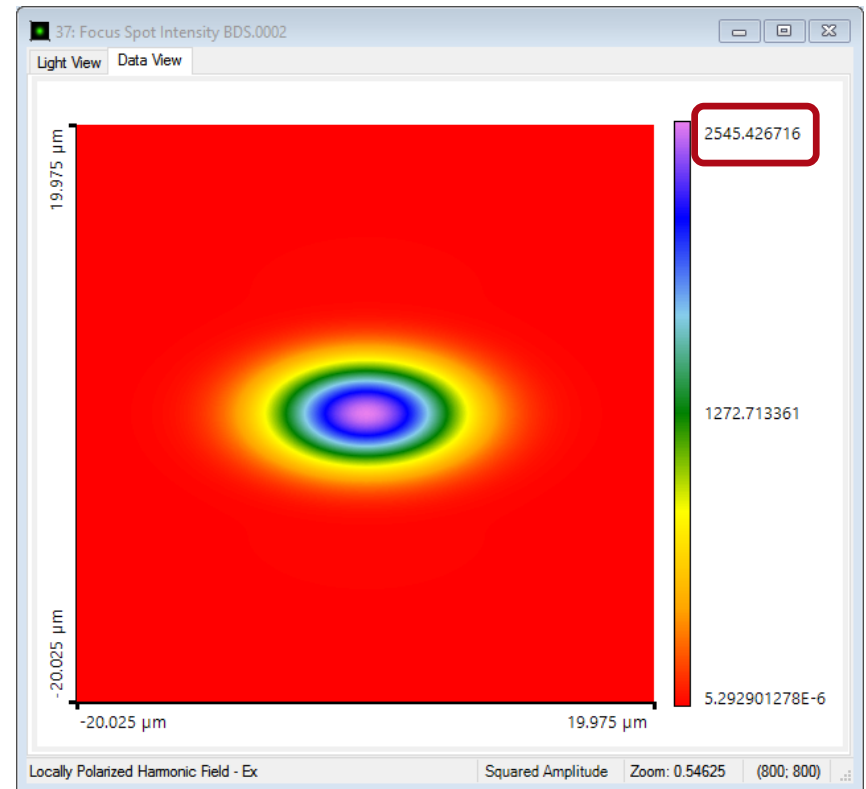 37: Focus Spot Intensity BDS.0002
Light View Data View
19.975 µm
-20.025 µm
-20.025 µm 19.975 µm
2545.426716
1272.713361
5.292901278E-6
Locally Polarized Harmonic Field - Ex Squared Amplitude Zoom: 0.54625 (800; 800)